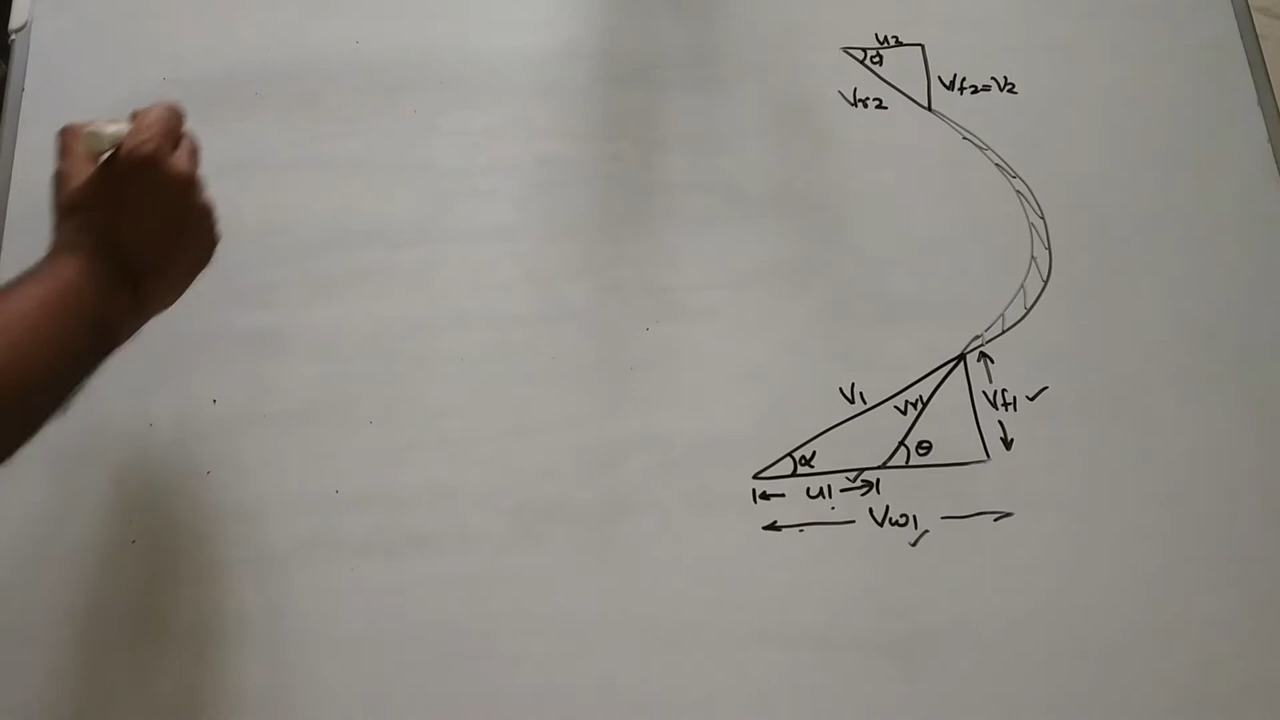 u2
ϕ
Vr2
Vf2=V2
V1
Vr1
Vf1 ✓
α
θ
u1
Vw1